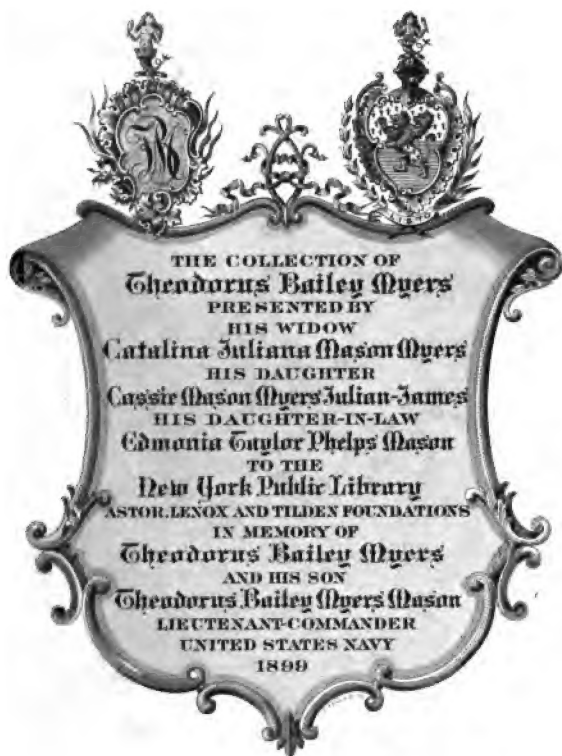 THE COLLECTION OF
Theodorus Bailey Myers
PRESENTED BY
HIS WIDOW
Catalina Juliana Mason Myers
HIS DAUGHTER
Cassie Mason Myers Julian-James
HIS DAUGHTER-IN-LAW
Edmonia Taylor Phelps Mason
TO THE
New York Public Library
ASTOR, LENOX AND TILDEN FOUNDATIONS
IN MEMORY OF
Theodorus Bailey Myers
AND HIS SON
Theodorus Bailey Myers Mason
LIEUTENANT-COMMANDER
UNITED STATES NAVY
1899